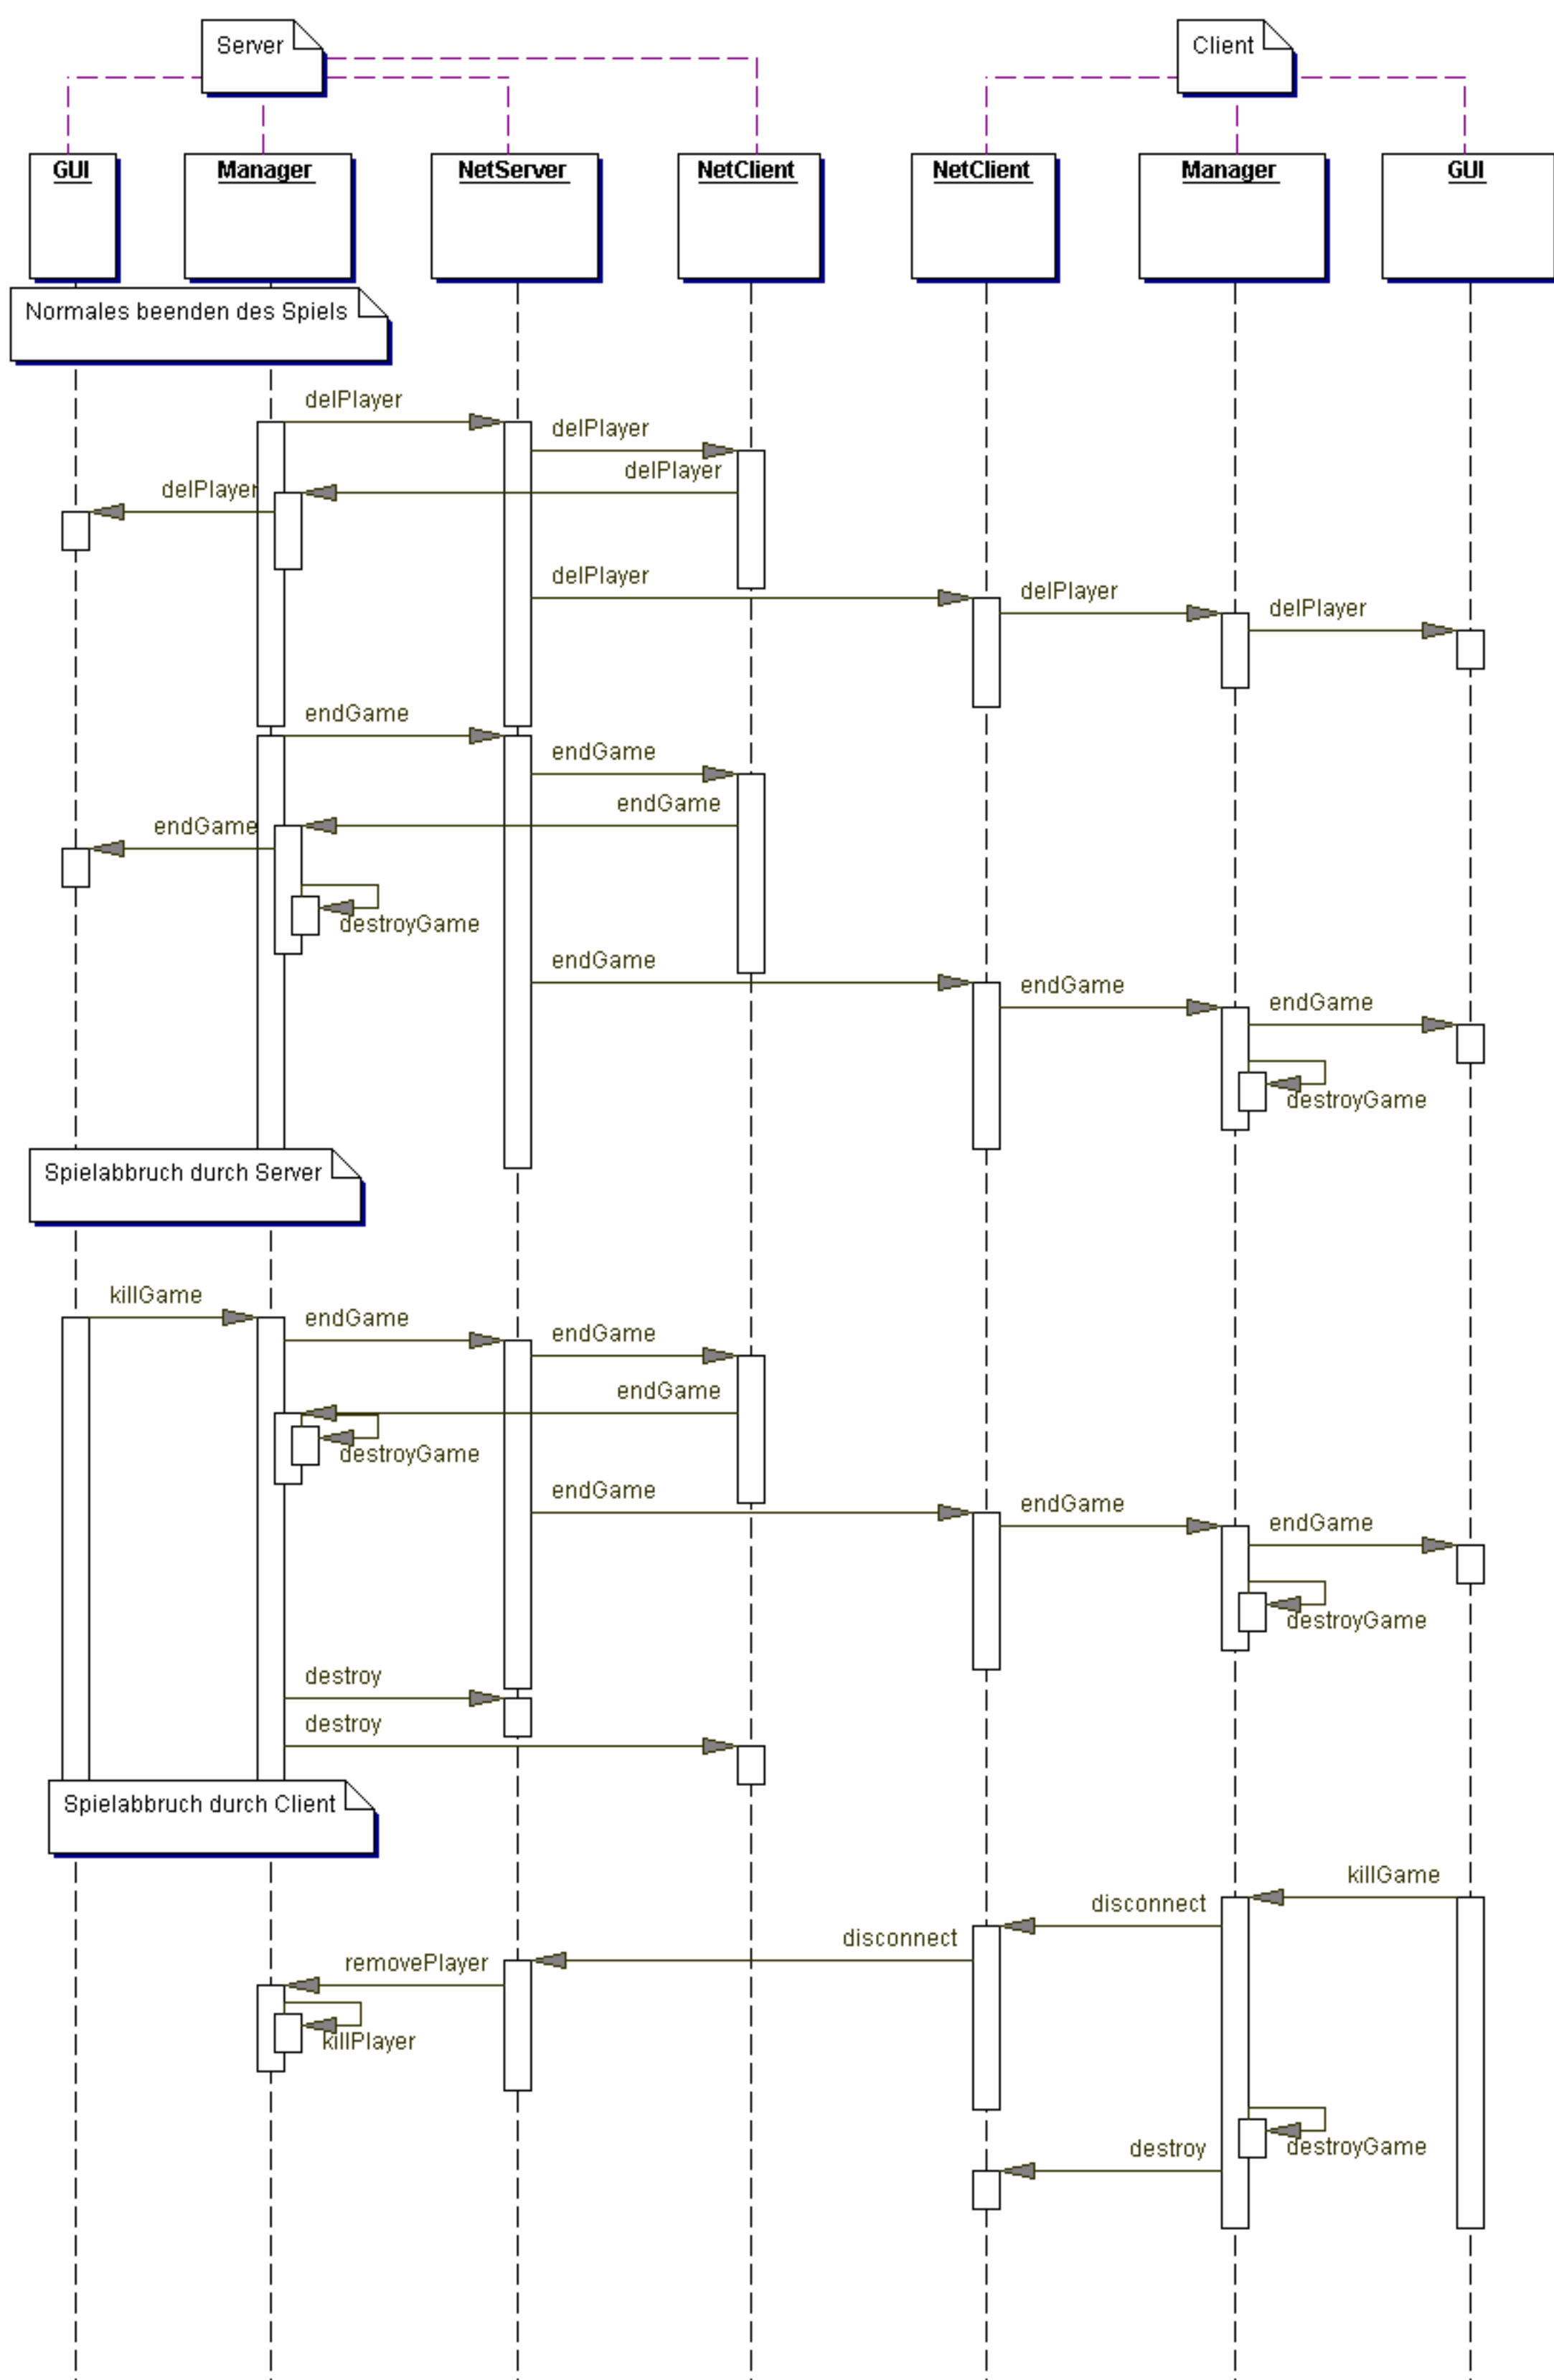 Server
Client
GUI
Manager
NetServer
NetClient
NetClient
Manager
GUI
Normales beenden des Spiels
delPlayer
delPlayer
delPlayer
delPlayer
delPlayer
delPlayer
delPlayer
endGame
endGame
endGame
endGame
destroyGame
endGame
endGame
endGame
destroyGame
Spielabbruch durch Server
killGame
endGame
endGame
endGame
destroyGame
endGame
endGame
endGame
destroyGame
destroy
destroy
Spielabbruch durch Client
killGame
disconnect
disconnect
removePlayer
killPlayer
destroyGame
destroy